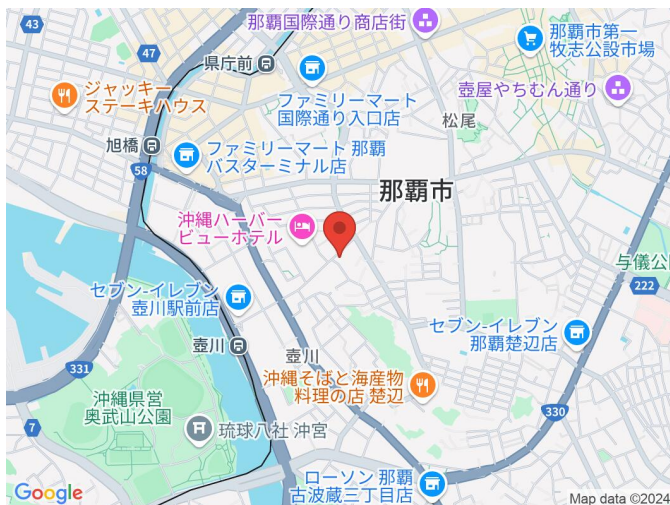 43
那覇国際通り商店街
那覇市第一
牧志公設市場
47
県庁前
ジャッキー
ステーキハウス
ファミリーマート
国際通り入口店
壺屋やちむん通り
松尾
旭橋
58
ファミリーマート 那覇
バスターミナル店
那覇市
沖縄ハーバー
ビューホテル
与儀公
222
セブン-イレブン
壺川駅前店
セブン-イレブン
那覇楚辺店
壺川
壺川
331
沖縄県営
奥武山公園
沖縄そばと海産物
料理の店 楚辺
330
7
琉球八社 沖宮
ローソン 那覇
古波蔵三丁目店
Google
Map data ©2024